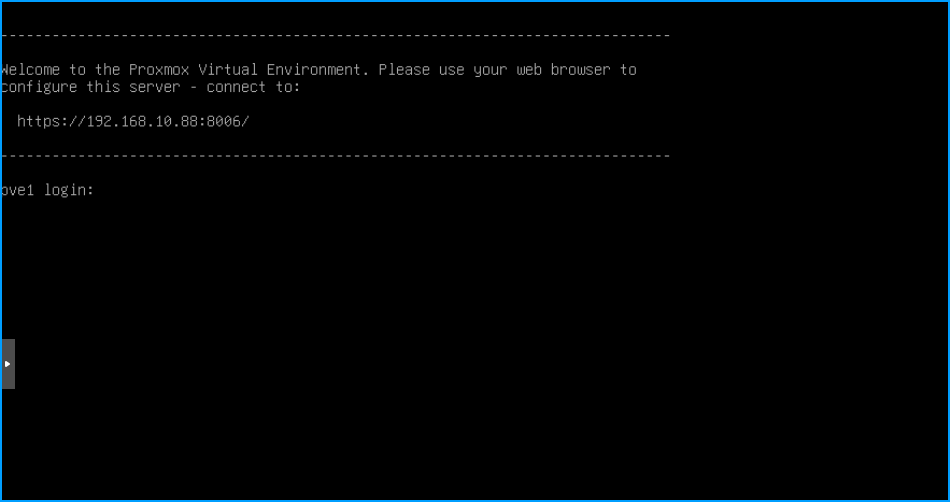 ------------------------------------------------------------------------------
Welcome to the Proxmox Virtual Environment. Please use your web browser to
configure this server - connect to:
https://192.168.10.88:8006/
------------------------------------------------------------------------------
pve1 login: